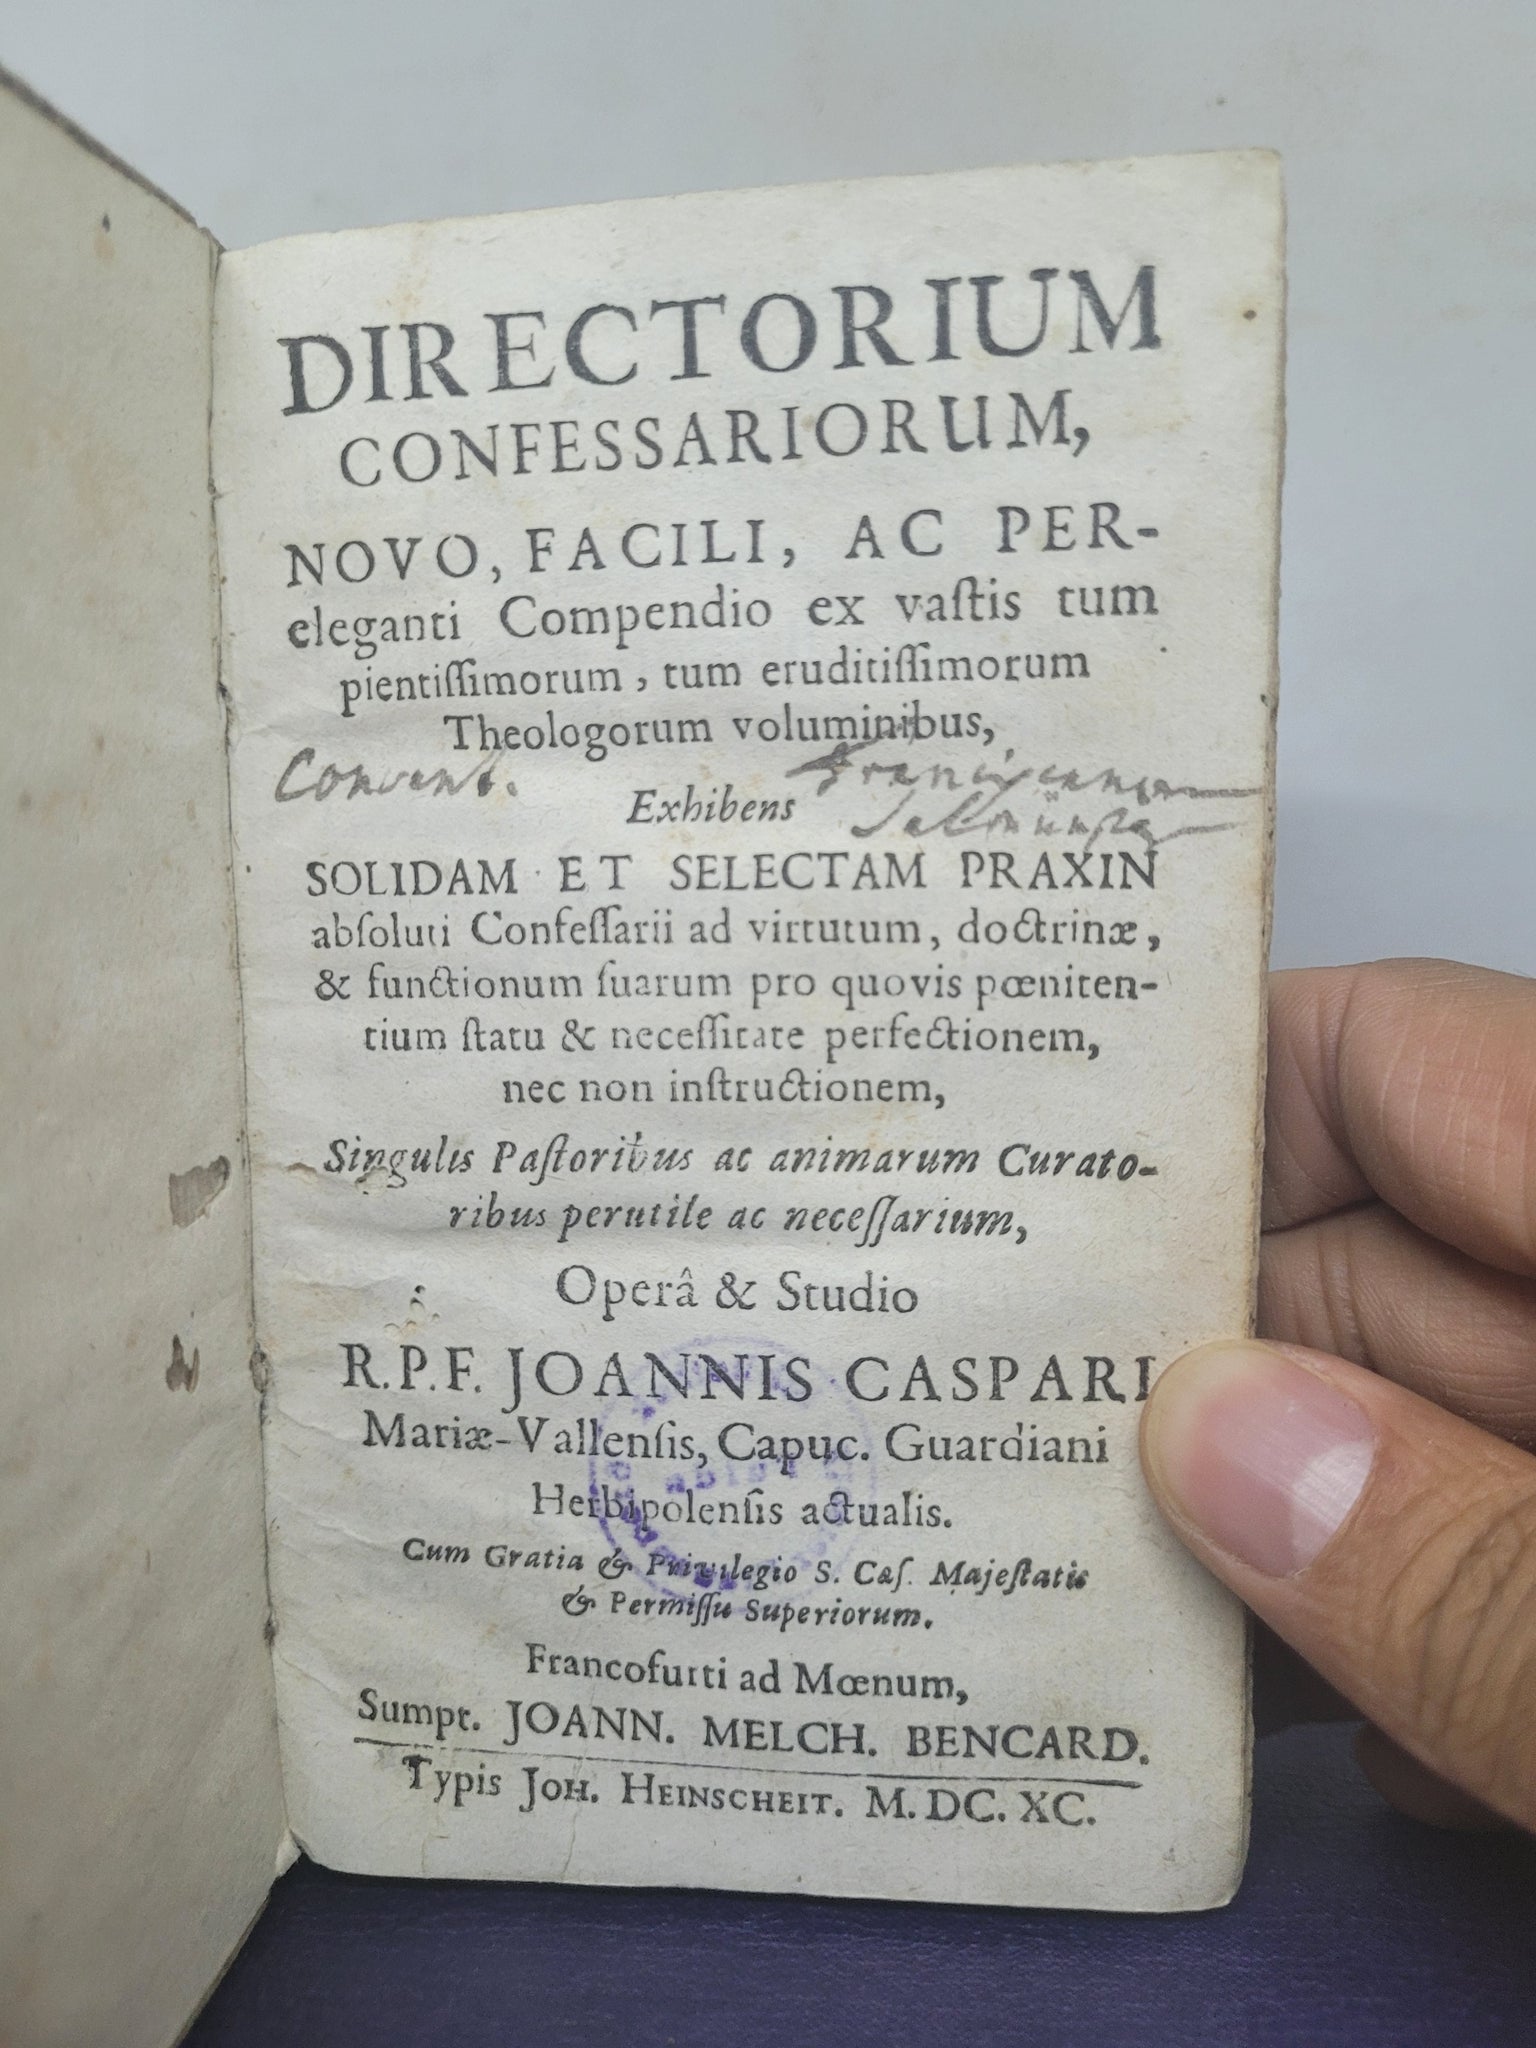 DIRECTORIUM
CONFESSARIORUM,
NOVO, FACILI, AC PER-
eleganti Compendio ex vaſtis tum
pientiſſimorum, tum eruditiſſimorum
Theologorum voluminibus,
Convent. Franciscanor
Exhibens Salmünster
SOLIDAM ET SELECTAM PRAXIN
abſoluti Confeſſarii ad virtutum, doctrinæ,
& functionum ſuarum pro quovis pœniten-
tium ſtatu & neceſſitate perfectionem,
nec non inſtructionem,
Singulis Paſtoribus ac animarum Curato-
ribus perutile ac neceſſarium,
Operâ & Studio
R.P.F. JOANNIS CASPARI
Mariæ-Vallenſis, Capuc. Guardiani
Herbipolenſis actualis.
Cum Gratia & Privilegio S. Cæſ. Majeſtatis
& Permiſſu Superiorum.
Francofurti ad Mœnum,
Sumpt. JOANN. MELCH. BENCARD.
Typis JOH. HEINSCHEIT. M. DC. XC.